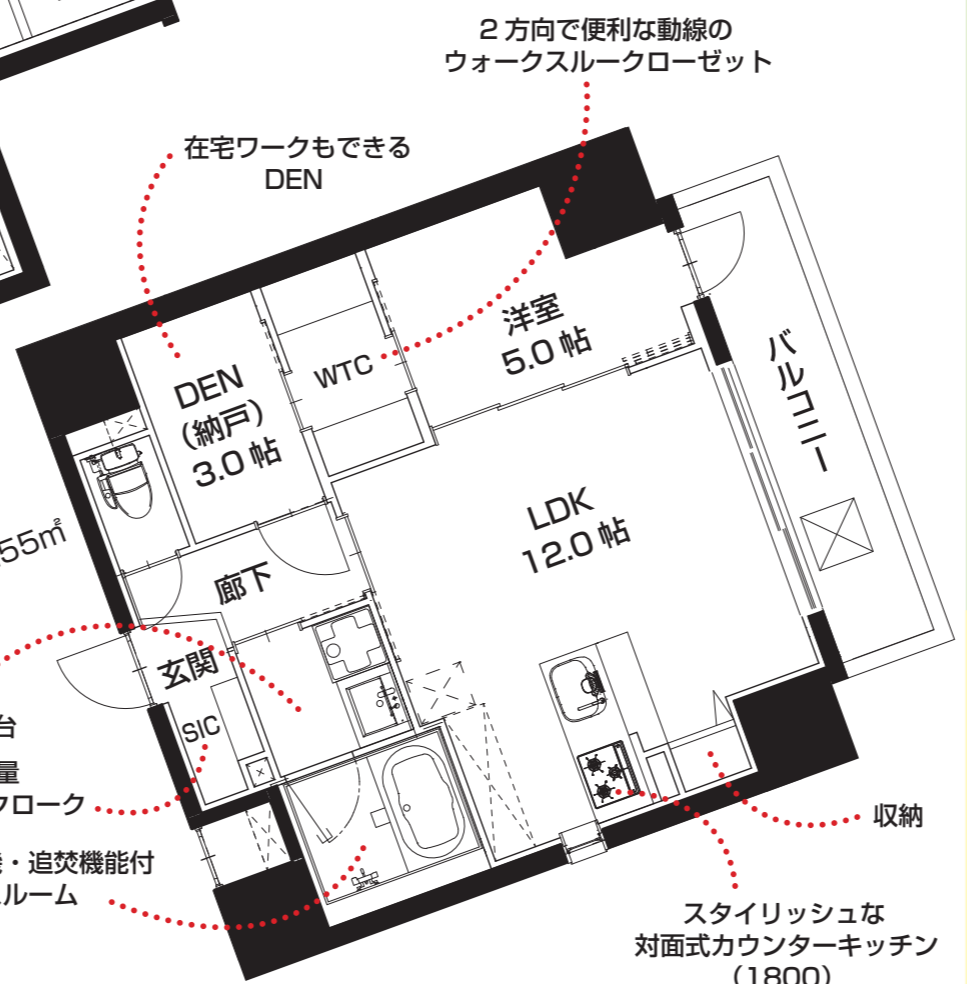 2方向で便利な動線の
ウォークスルークローゼット
在宅ワークもできる
DEN
洋室
5.0帖
バルコニー
WTC
DEN
(納戸)
3.0帖
LDK
12.0帖
55㎡
廊下
玄関
SIC
台
量
クローク
・追焚機能付
ルーム
収納
スタイリッシュな
対面式カウンターキッチン
(1800)